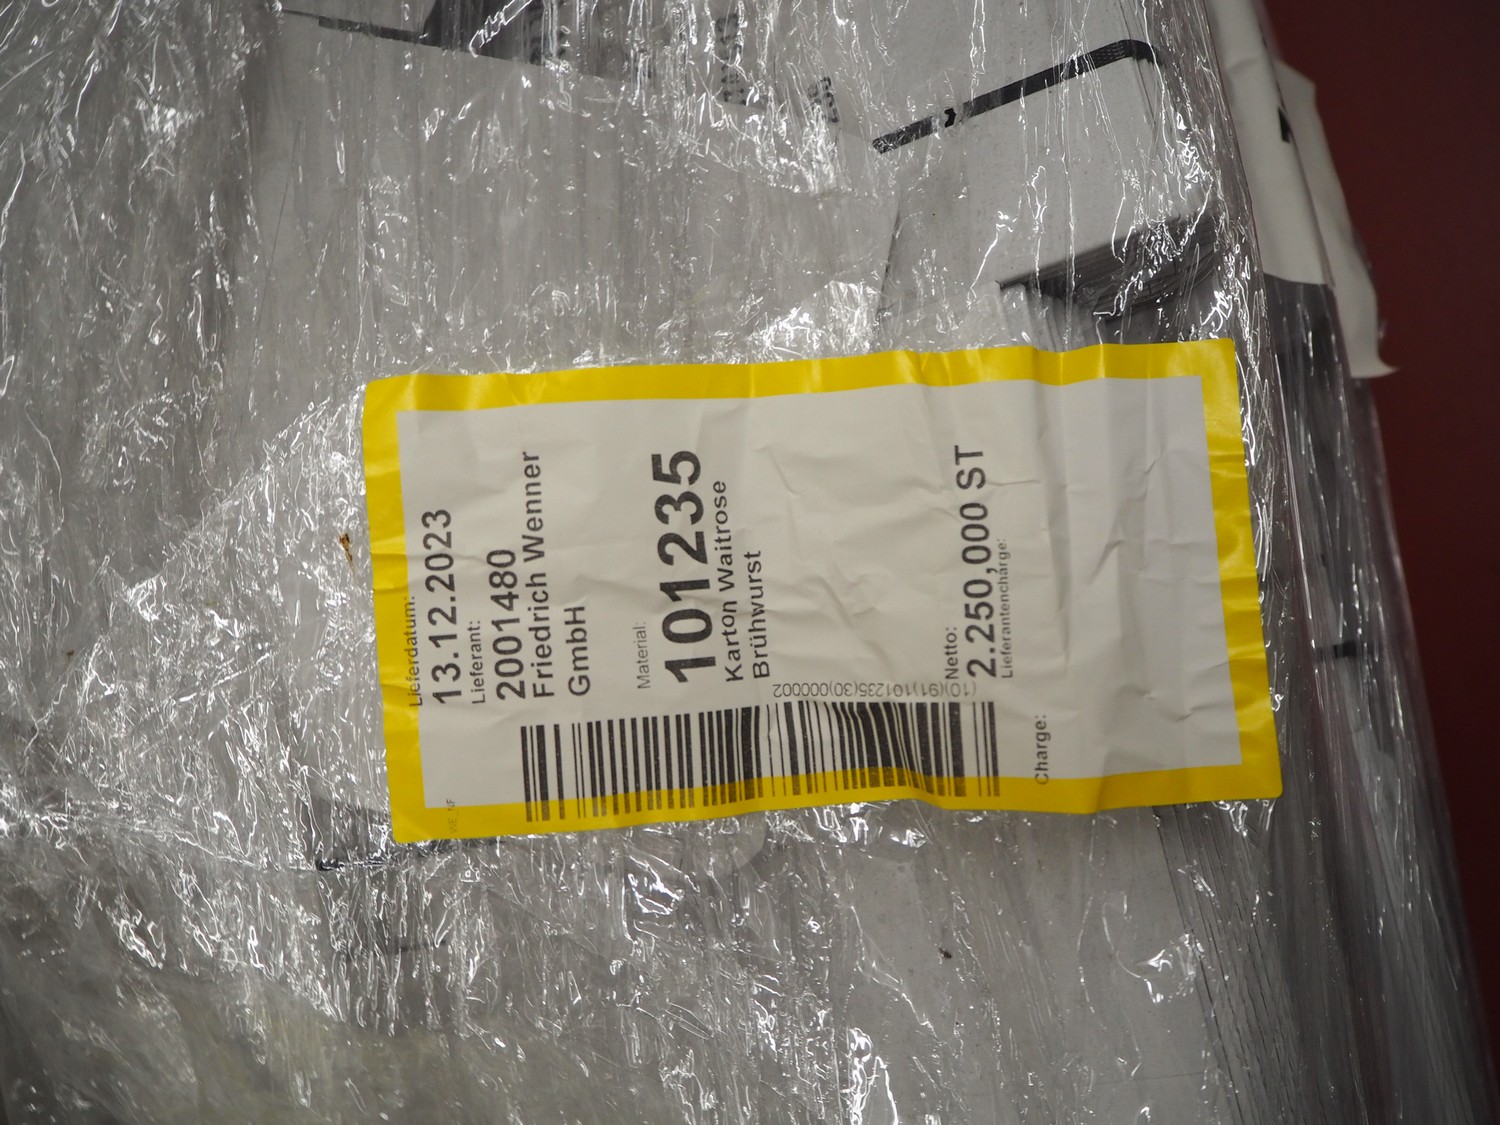 Lieferdatum:
13.12.2023
Lieferant:
2001480
Friedrich Wenner
GmbH
Material:
101235
Karton Waitrose
Brühwurst
(10)(91)101235(30)000002
Netto:
2.250,000 ST
Lieferantencharge:
Charge:
WE_NF